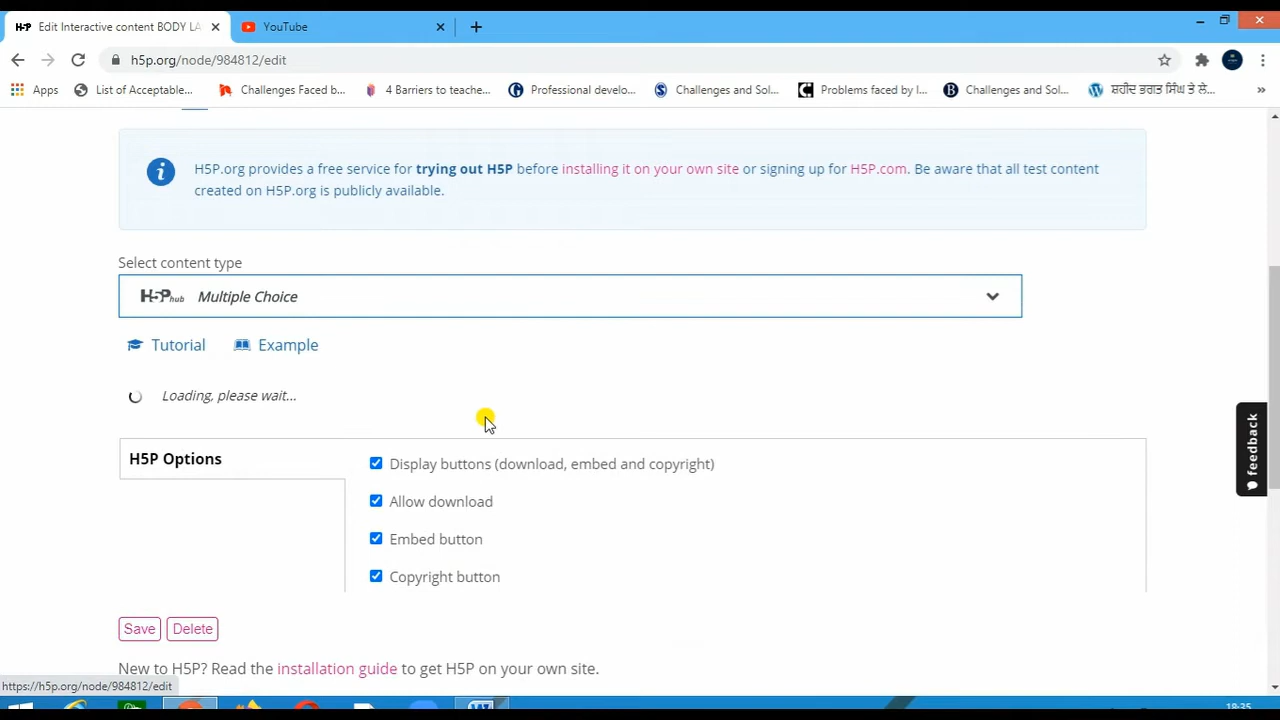 H5P Edit Interactive content BODY LA
YouTube
h5p.org/node/984812/edit
Apps
List of Acceptable...
Challenges Faced b...
4 Barriers to teache...
Professional develo...
Challenges and Sol...
Problems faced by l...
Challenges and Sol...
ਸ਼ਹੀਦ ਭਗਤ ਸਿੰਘ ਤੇ ਲੇ...
H5P.org provides a free service for trying out H5P before installing it on your own site or signing up for H5P.com. Be aware that all test content
created on H5P.org is publicly available.
Select content type
H5Phub Multiple Choice
Tutorial
Example
Loading, please wait...
H5P Options
Display buttons (download, embed and copyright)
Allow download
Embed button
Copyright button
feedback
Save
Delete
New to H5P? Read the installation guide to get H5P on your own site.
https://h5p.org/node/984812/edit
18:35